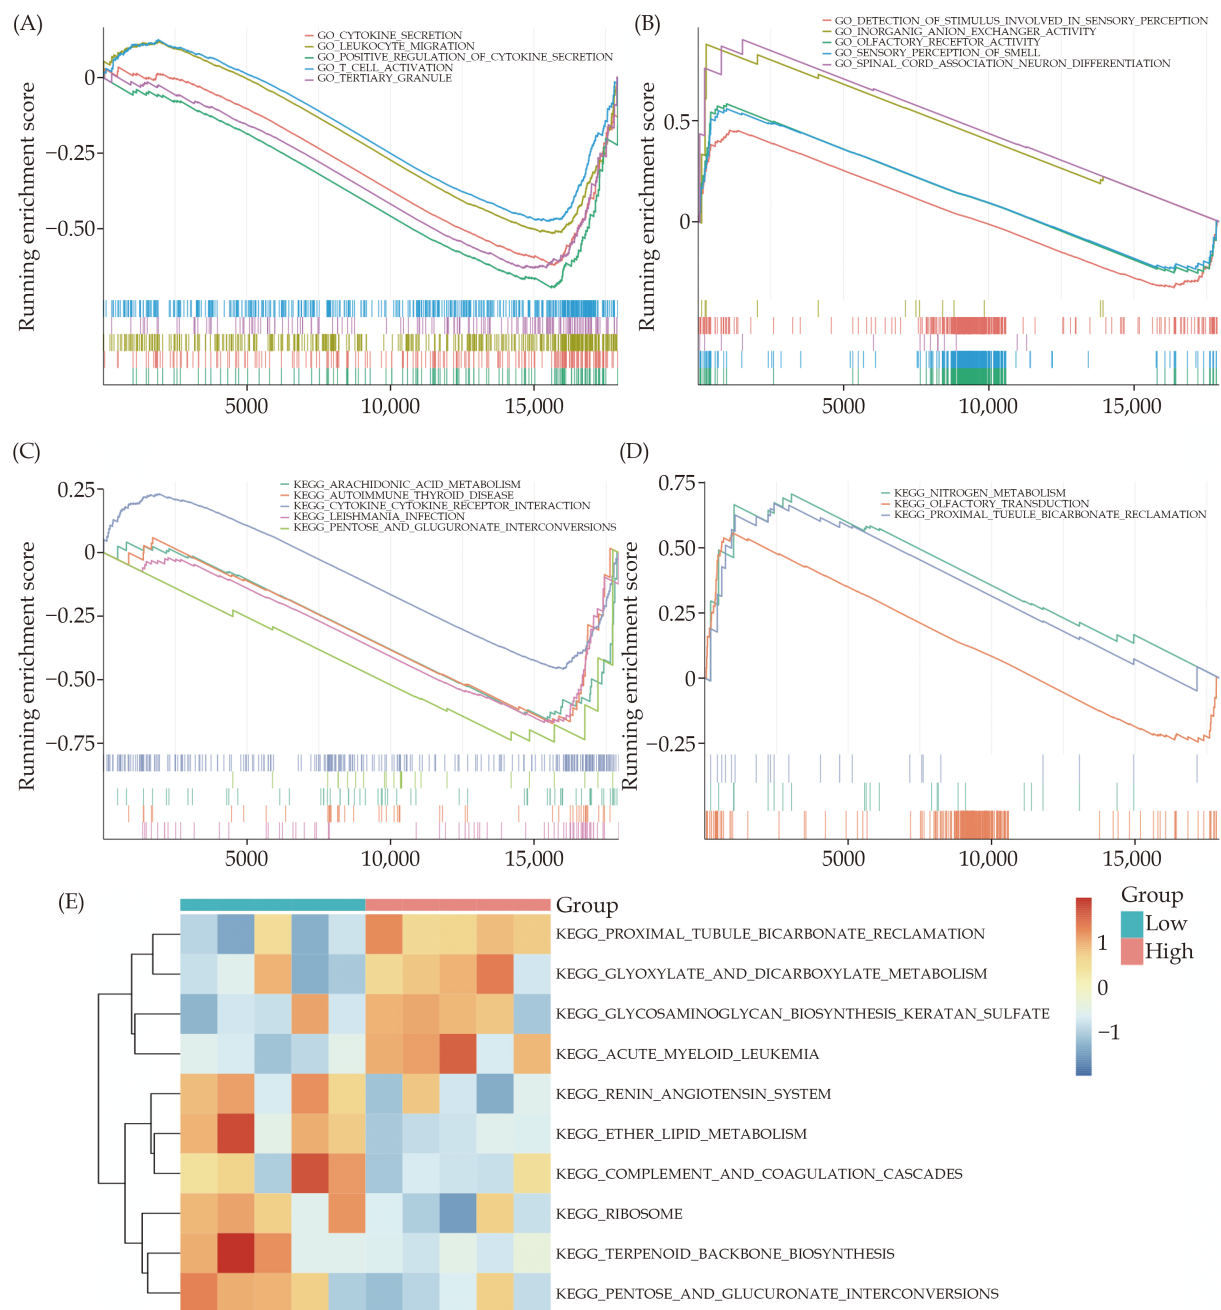 (A)
GO_CYTOKINE_SECRETION
GO_LEUKOCYTE_MIGRATION
GO_POSITIVE_REGULATION_OF_CYTOKINE_SECRETION
GO_T_CELL_ACTIVATION
GO_TERTIARY_GRANULE
Running enrichment score
0
−0.25
−0.50
5000
10,000
15,000
(B)
GO_DETECTION_OF_STIMULUS_INVOLVED_IN_SENSORY_PERCEPTION
GO_INORGANIC_ANION_EXCHANGER_ACTIVITY
GO_OLFACTORY_RECEFTOR_ACTIVITY
GO_SENSORY_PERCEPTION_OF_SMELL
GO_SPINAL_CORD_ASSOCIATION_NEURON_DIFFERENTIATION
Running enrichment score
0.5
0
5000
10,000
15,000
(C)
KEGG_ARACHIDONIC_ACID_METABOLISM
KEGG_AUTOIMMUNE_THYROID_DISEASE
KEGG_CYTOKINE_CYTOKINE_RECEPTOR_INTERACTION
KEGG_LEISHMANIA_INFECTION
KEGG_PENTOSE_AND_GLUGURONATE_INTERCONVERSIONS
Running enrichment score
0.25
0
−0.25
−0.50
−0.75
5000
10,000
15,000
(D)
KEGG_NITROGEN_METABOLISM
KEGG_OLFACTORY_TRANSDUCTION
KEGG_PROXIMAL_TUEULE_BICARBONATE_RECLAMATION
Running enrichment score
0.75
0.50
0.25
0
−0.25
5000
10,000
15,000
(E)
Group
KEGG_PROXIMAL_TUBULE_BICARBONATE_RECLAMATION
KEGG_GLYOXYLATE_AND_DICARBOXYLATE_METABOLISM
KEGG_GLYCOSAMINOGLYCAN_BIOSYNTHESIS_KERATAN_SULFATE
KEGG_ACUTE_MYELOID_LEUKEMIA
KEGG_RENIN_ANGIOTENSIN_SYSTEM
KEGG_ETHER_LIPID_METABOLISM
KEGG_COMPLEMENT_AND_COAGULATION_CASCADES
KEGG_RIBOSOME
KEGG_TERPENOID_BACKBONE_BIOSYNTHESIS
KEGG_PENTOSE_AND_GLUCURONATE_INTERCONVERSIONS
1
0
−1
Group
Low
High